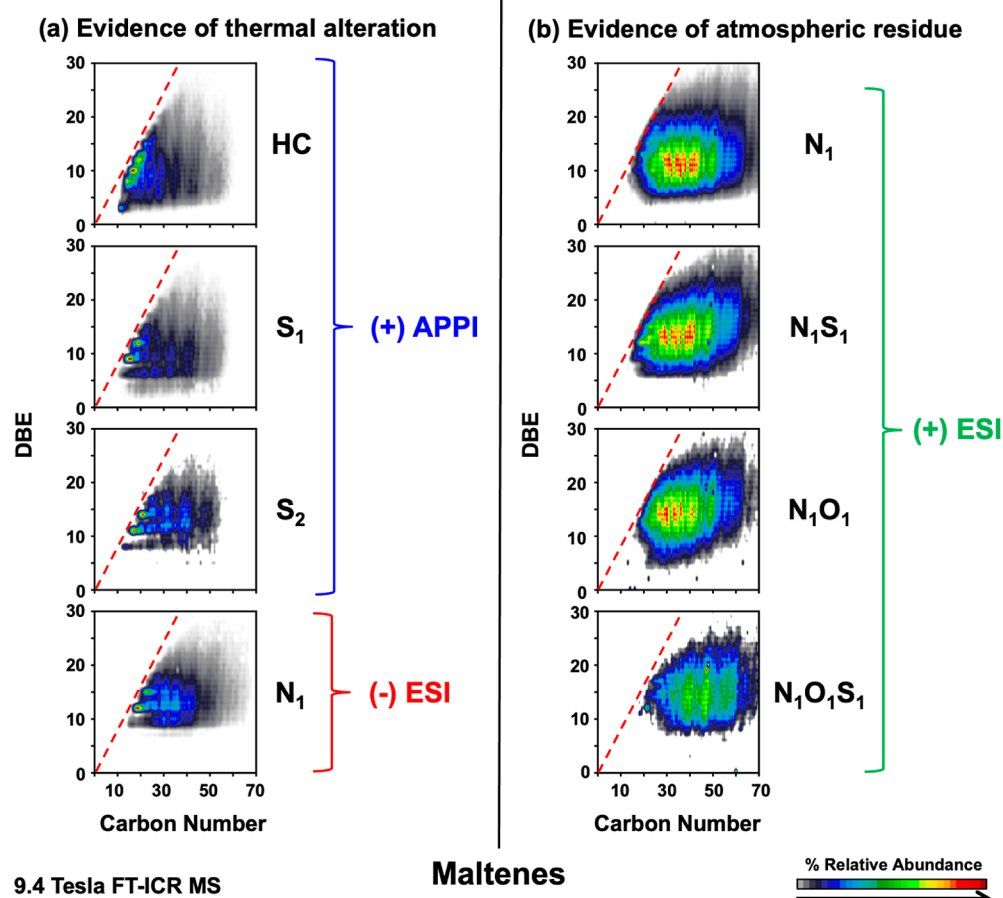 (a) Evidence of thermal alteration
30
20
10
0
HC
30
20
10
0
S₁
DBE
30
20
10
0
S₂
30
20
10
0
N₁
10 30 50 70
Carbon Number
(+) APPI
(-) ESI
(b) Evidence of atmospheric residue
30
20
10
0
N₁
30
20
10
0
N₁S₁
DBE
30
20
10
0
N₁O₁
30
20
10
0
N₁O₁S₁
10 30 50 70
Carbon Number
(+) ESI
9.4 Tesla FT-ICR MS
Maltenes
% Relative Abundance